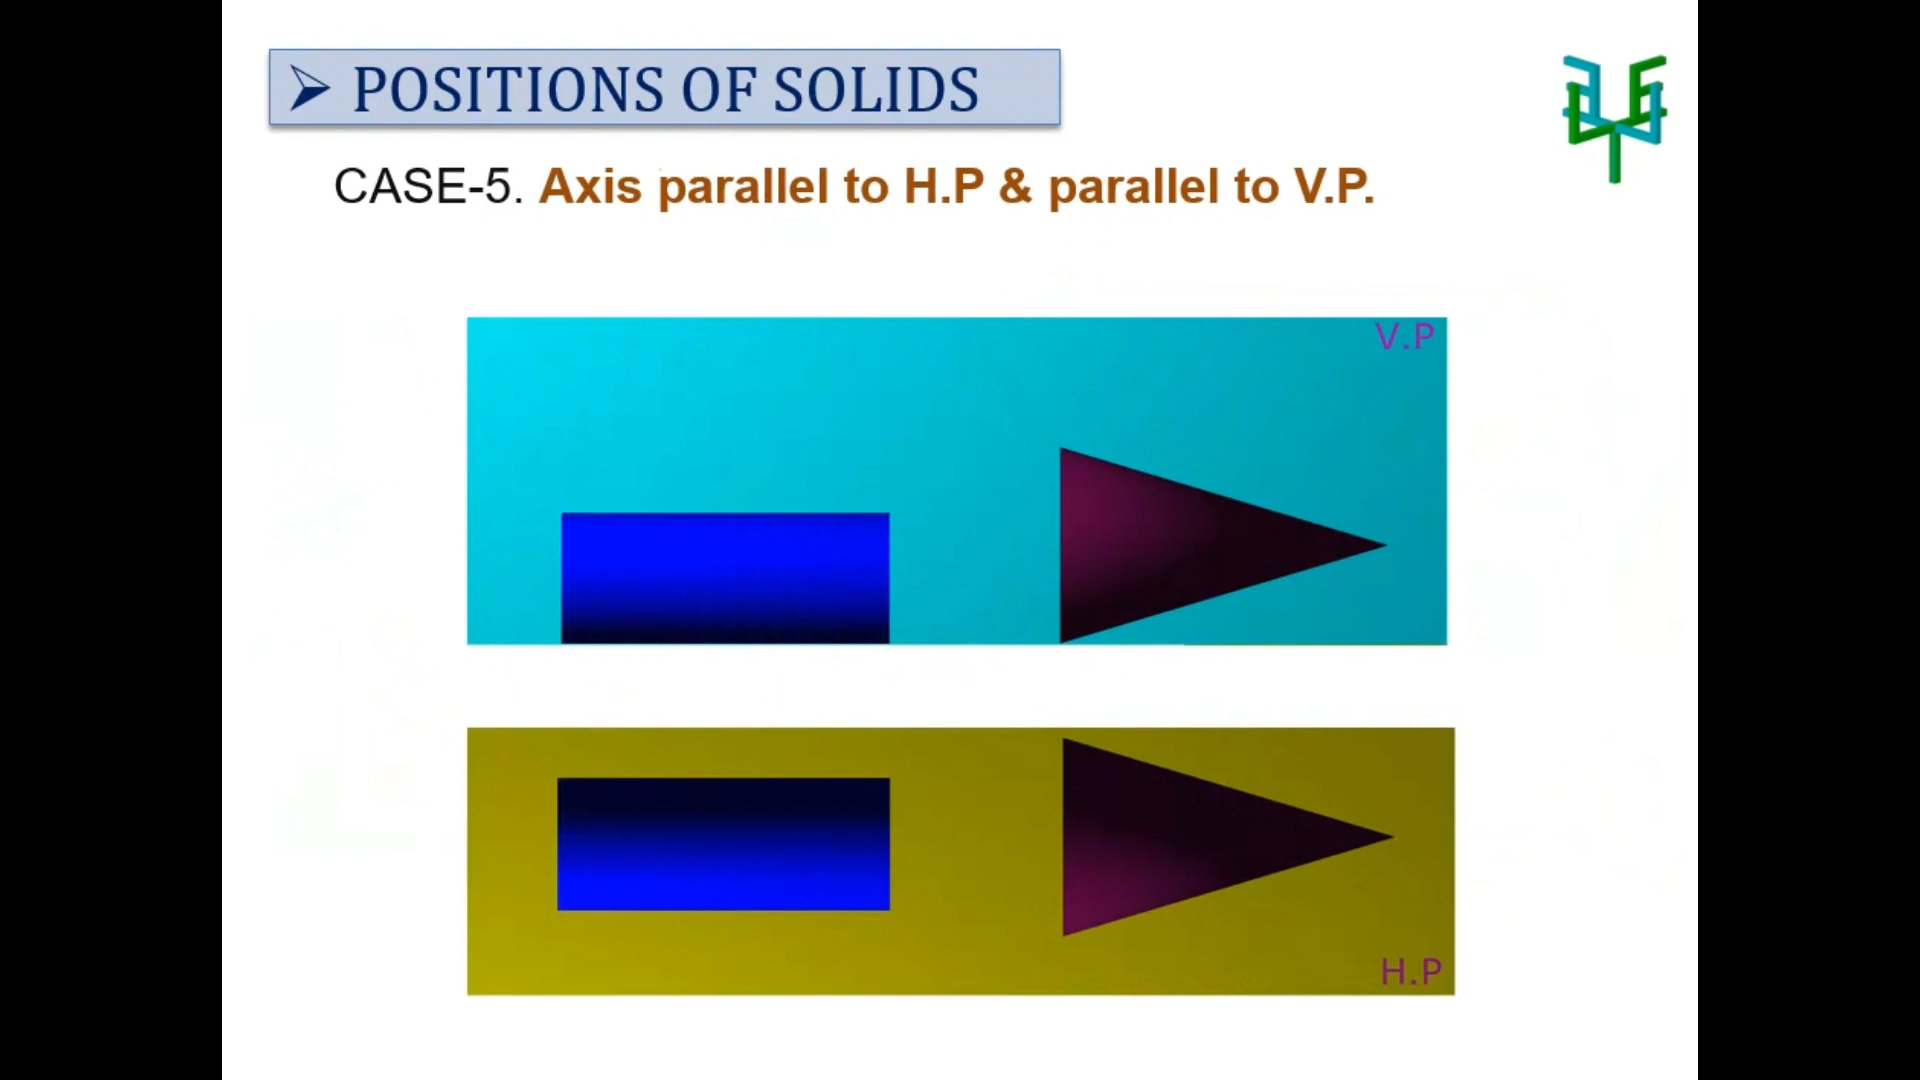 POSITIONS OF SOLIDS
CASE-5. Axis parallel to H.P & parallel to V.P.
V.P
H.P